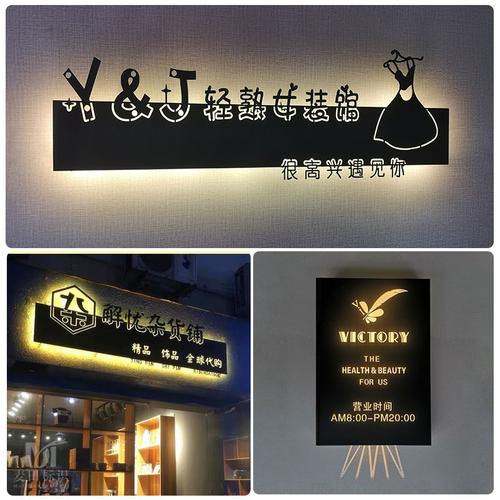 Y&J轻熟女装馆
很高兴遇见你
杂
解忧杂货铺
精品 饰品 全球代购
VICTORY
THE
HEALTH & BEAUTY
FOR US
营业时间
AM8:00-PM20:00